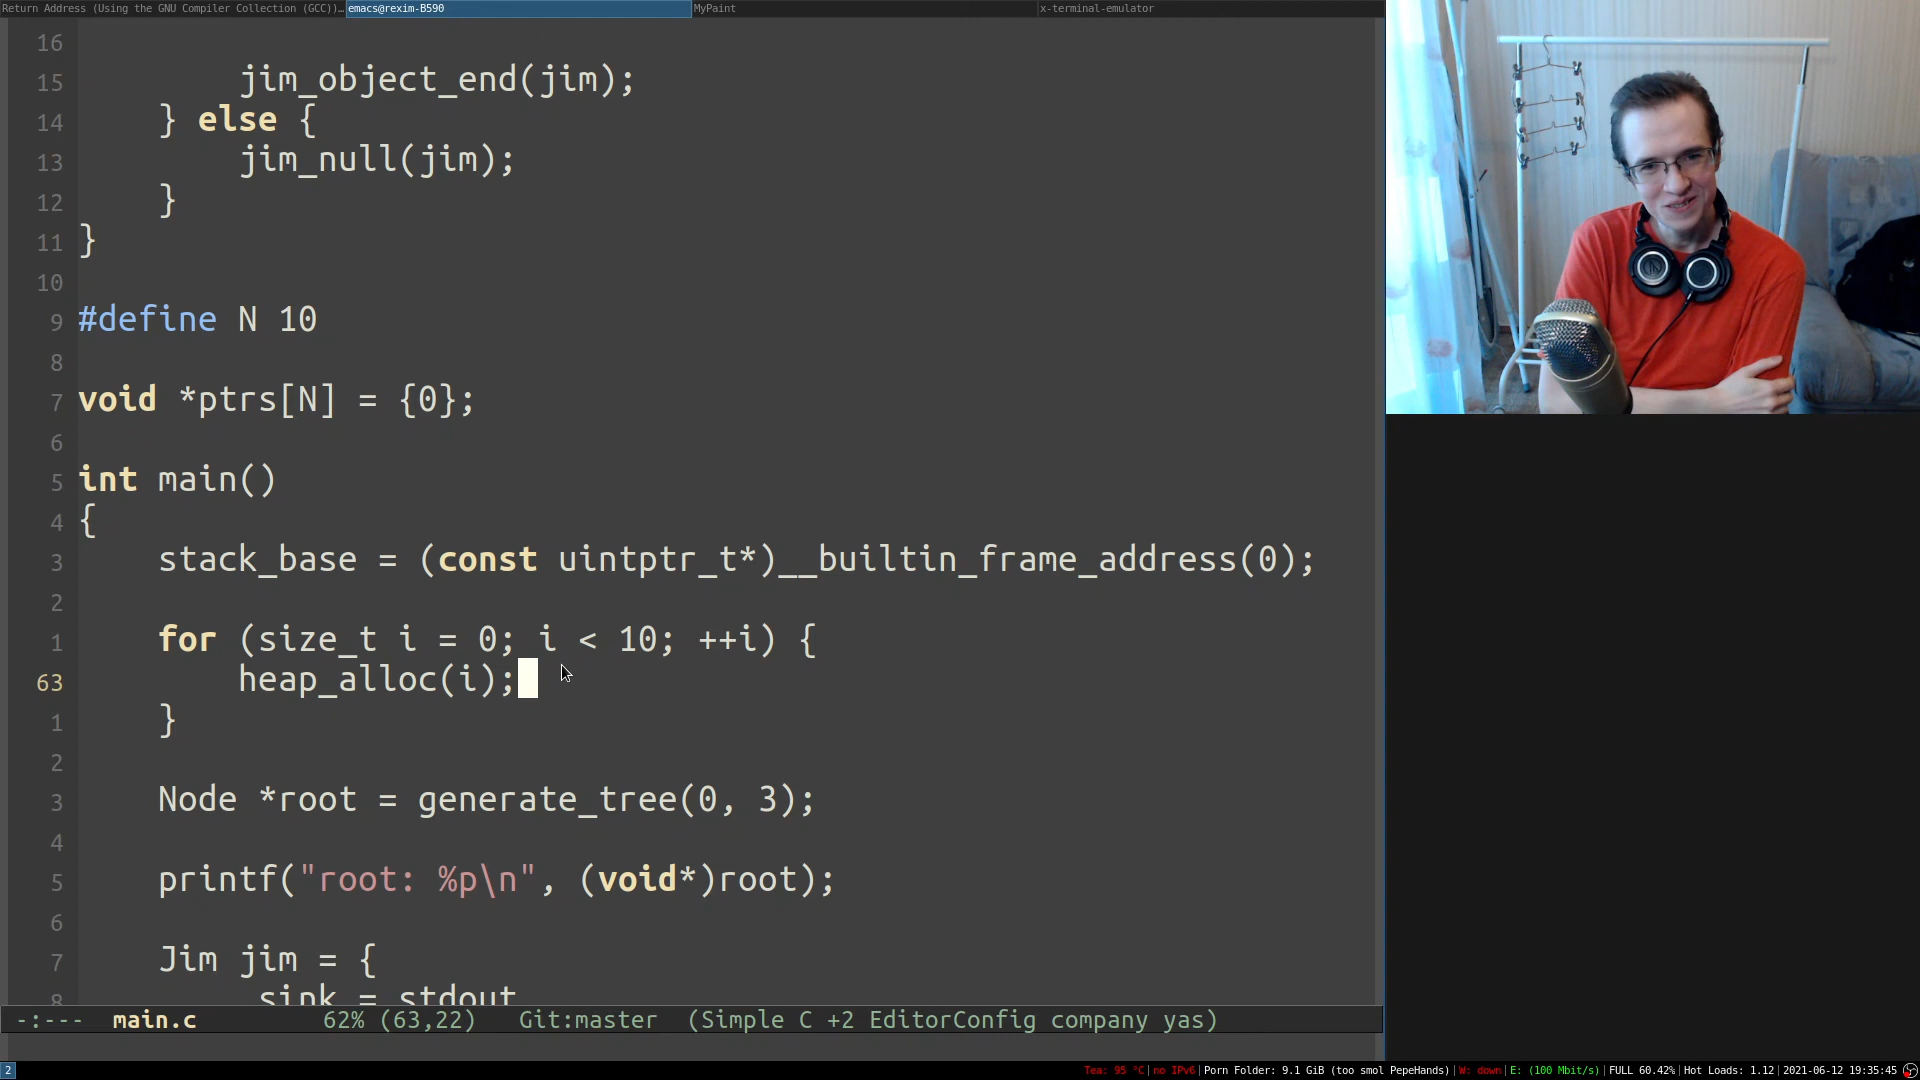 Return Address (Using the GNU Compiler Collection (GCC))… emacs@rexim-B590 MyPaint x-terminal-emulator
16
15 jim_object_end(jim);
14 } else {
13 jim_null(jim);
12 }
11 }
10
9 #define N 10
8
7 void *ptrs[N] = {0};
6
5 int main()
4 {
3 stack_base = (const uintptr_t*)__builtin_frame_address(0);
2
1 for (size_t i = 0; i < 10; ++i) {
63 heap_alloc(i);
1 }
2
3 Node *root = generate_tree(0, 3);
4
5 printf("root: %p\n", (void*)root);
6
7 Jim jim = {
8 .sink = stdout
-:--- main.c 62% (63,22) Git:master (Simple C +2 EditorConfig company yas)
2 Tea: 95 °C|no IPv6|Porn Folder: 9.1 GiB (too smol PepeHands)|W: down|E: (100 Mbit/s)|FULL 60.42%|Hot Loads: 1.12|2021-06-12 19:35:45